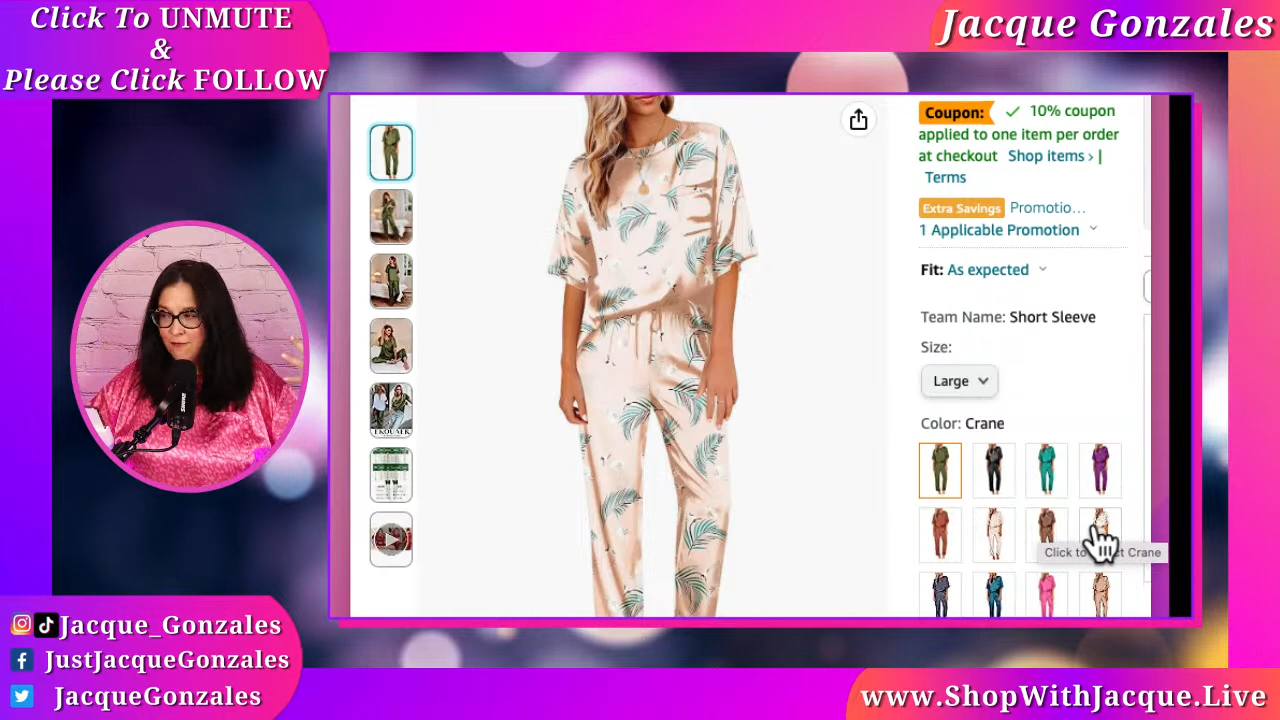 Click To UNMUTE
&
Please Click FOLLOW
Jacque Gonzales
Coupon: 10% coupon
applied to one item per order
at checkout Shop items › |
Terms
Extra Savings Promotio…
1 Applicable Promotion
Fit: As expected
Team Name: Short Sleeve
Size:
Large
Color: Crane
Click to
t Crane
EKOUAER
SHURE
Jacque_Gonzales
JustJacqueGonzales
JacqueGonzales
www.ShopWithJacque.Live